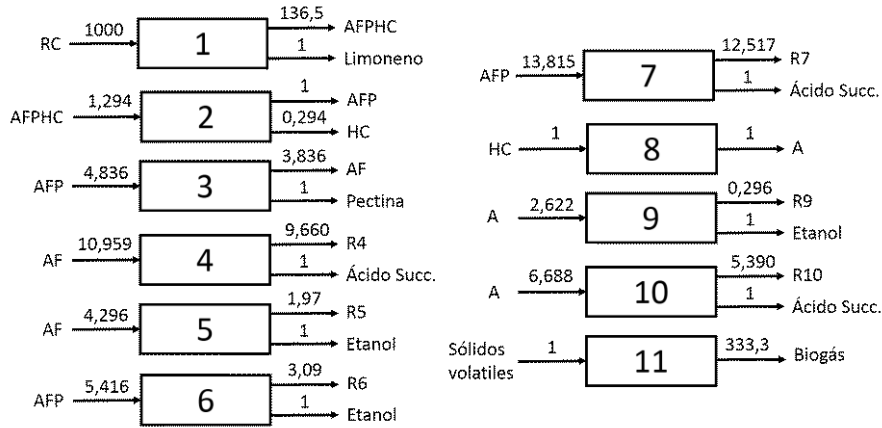 RC 1000 1 136,5 AFPHC
1 Limoneno
AFPHC 1,294 2 1 AFP
0,294 HC
AFP 4,836 3 3,836 AF
1 Pectina
AF 10,959 4 9,660 R4
1 Ácido Succ.
AF 4,296 5 1,97 R5
1 Etanol
AFP 5,416 6 3,09 R6
1 Etanol
AFP 13,815 7 12,517 R7
1 Ácido Succ.
HC 1 8 1 A
A 2,622 9 0,296 R9
1 Etanol
A 6,688 10 5,390 R10
1 Ácido Succ.
Sólidos
volatiles 1 11 333,3 Biogás